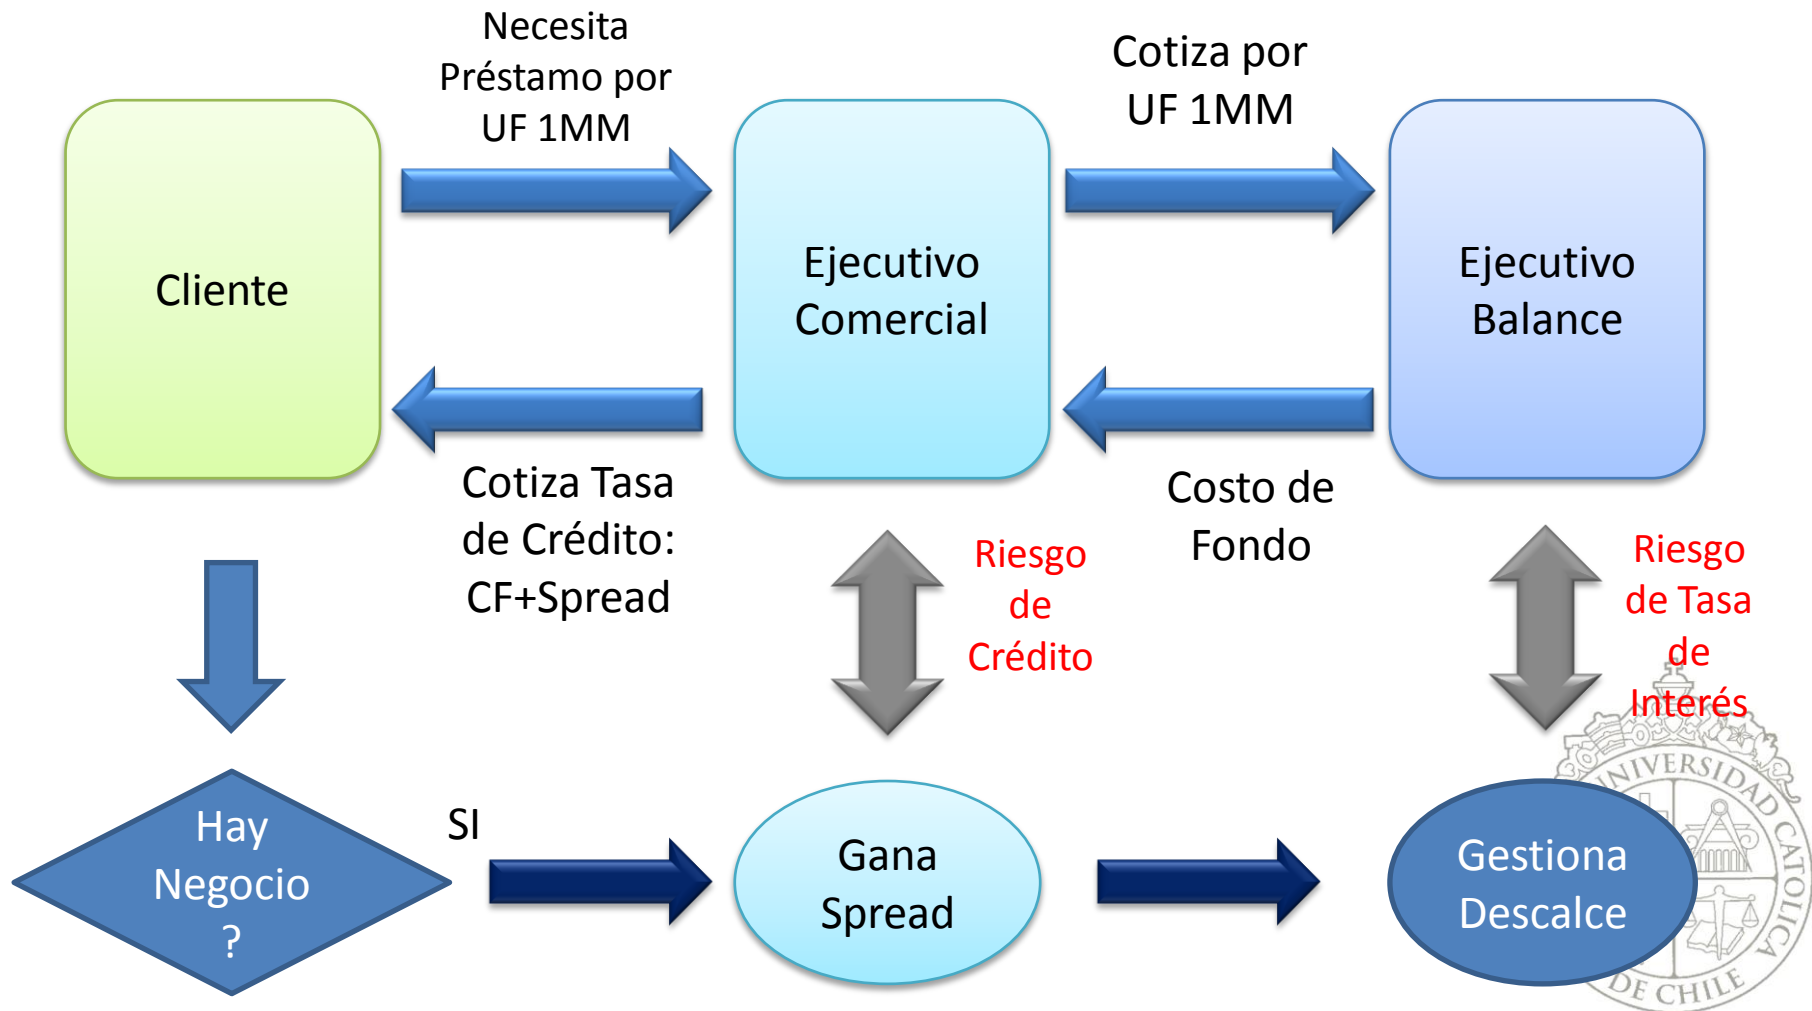 Necesita
Préstamo por
UF 1MM
Cotiza por
UF 1MM
Cliente
Ejecutivo
Comercial
Ejecutivo
Balance
Cotiza Tasa
de Crédito:
CF+Spread
Costo de
Fondo
Riesgo
de
Crédito
Riesgo
de Tasa
de
Interés
Hay
Negocio
?
SI
Gana
Spread
Gestiona
Descalce
UNIVERSIDAD CATOLICA
DE CHILE